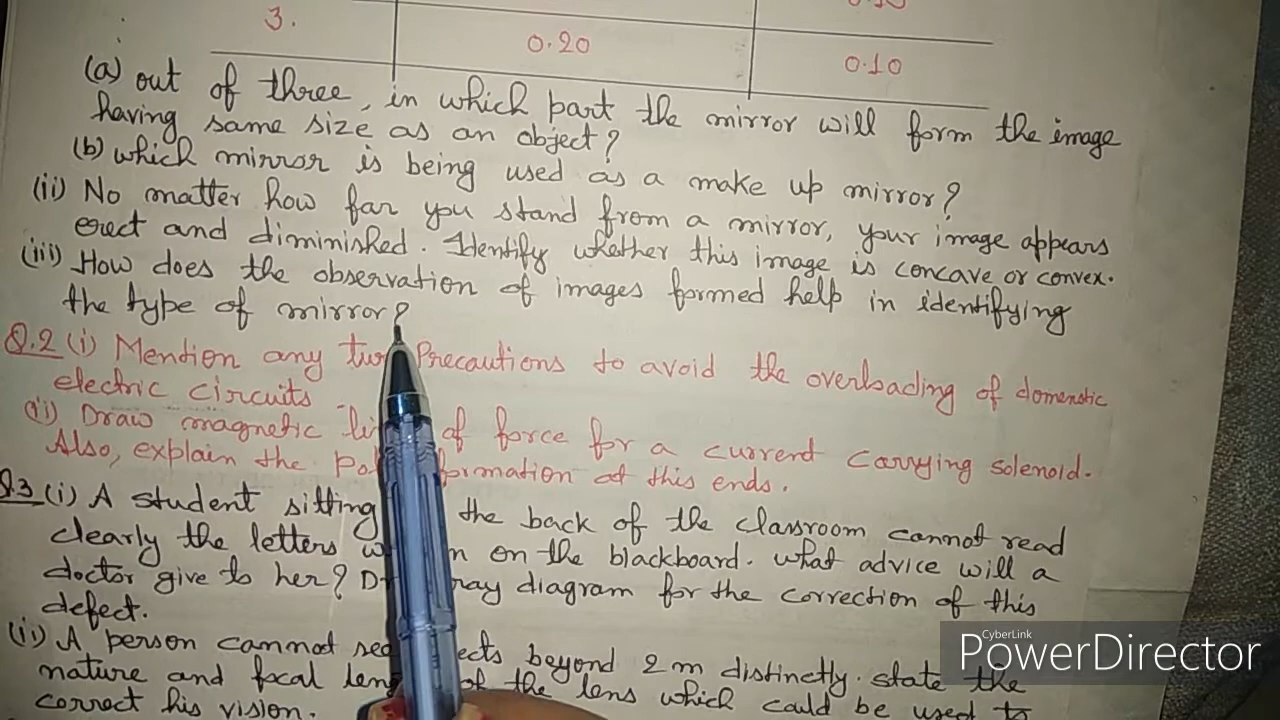 3. 0.20 0.10
(a) out of three, in which part the mirror will form the image
having same size as an object?
(b) which mirror is being used as a make up mirror?
(ii) No matter how far you stand from a mirror, your image appears
erect and diminished. Identify whether this image is concave or convex.
(iii) How does the observation of images formed help in identifying
the type of mirror?
Q.2 (i) Mention any two Precautions to avoid the overloading of domenstic
electric circuits
(ii) Draw magnetic of force for a current carrying solenoid.
Also, explain the formation at this ends.
Q.3 (i) A student sitting the back of the classroom cannot read
clearly the letters on the blackboard. what advice will a
doctor give to her? ray diagram for the correction of this
defect.
(ii) A person cannot beyond 2m distinctly. state the
nature and focal of the lens which could be used to
correct his vision.
CyberLink
PowerDirector